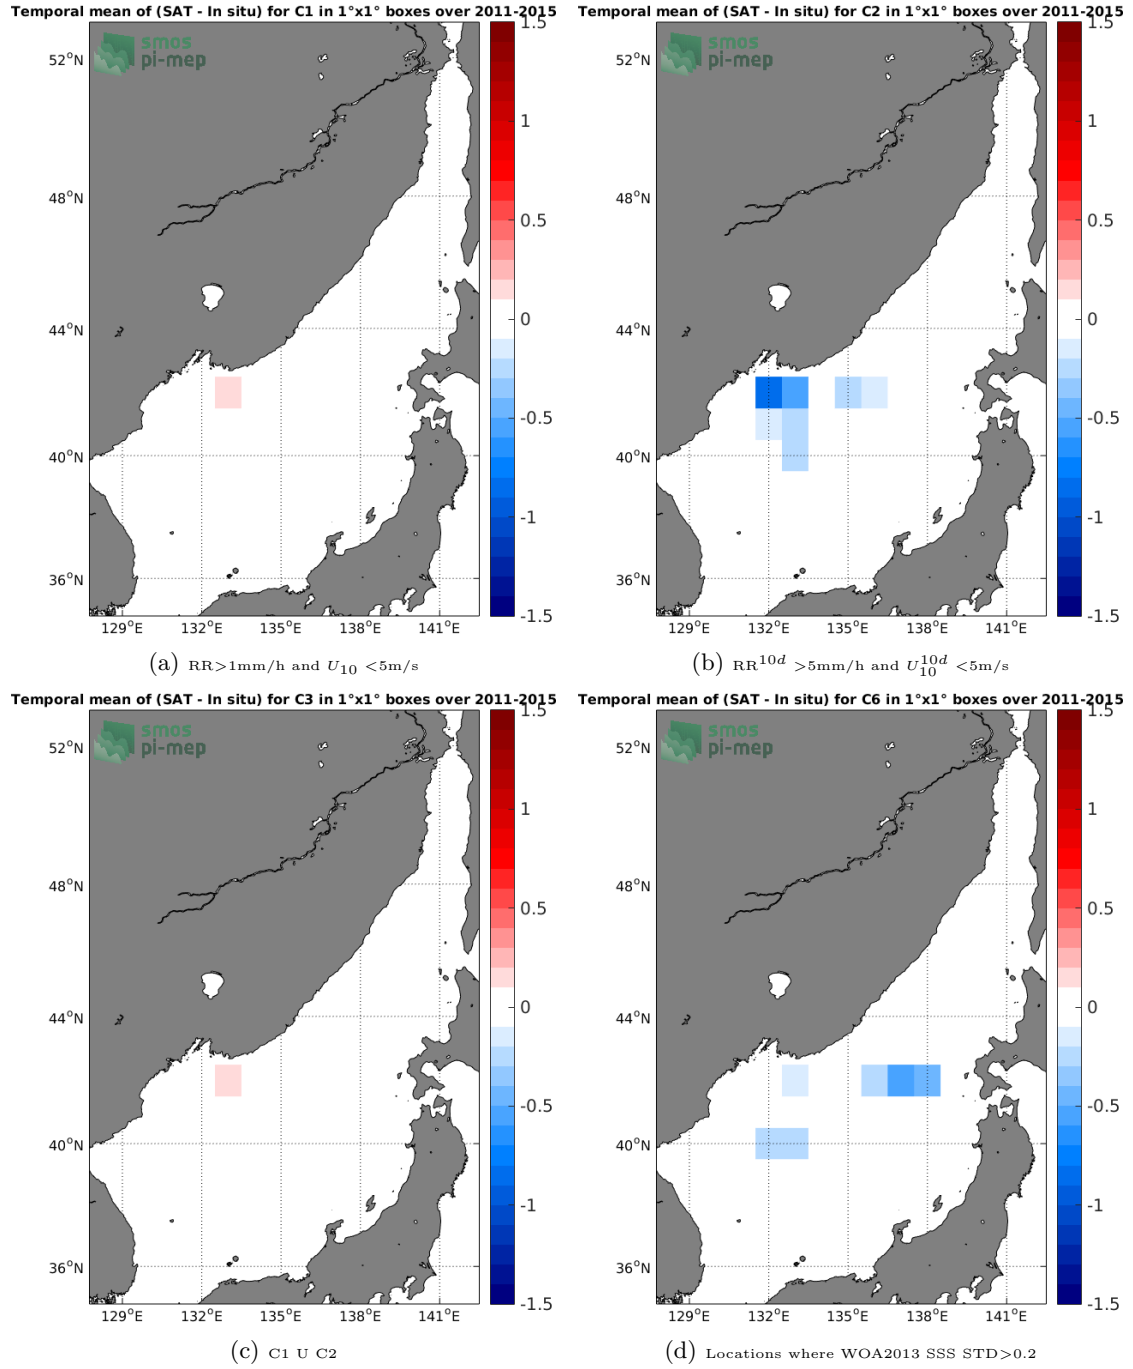 Temporal mean of (SAT - In situ) for C1 in 1°x1° boxes over 2011-2015
smos
pi-mep
52°N
48°N
44°N
40°N
36°N
129°E 132°E 135°E 138°E 141°E
1.5
1
0.5
0
-0.5
-1
-1.5
(a) RR>1mm/h and U10 <5m/s
Temporal mean of (SAT - In situ) for C2 in 1°x1° boxes over 2011-2015
smos
pi-mep
52°N
48°N
44°N
40°N
36°N
129°E 132°E 135°E 138°E 141°E
1.5
1
0.5
0
-0.5
-1
-1.5
(b) RR^10d >5mm/h and U_10^10d <5m/s
Temporal mean of (SAT - In situ) for C3 in 1°x1° boxes over 2011-2015
smos
pi-mep
52°N
48°N
44°N
40°N
36°N
129°E 132°E 135°E 138°E 141°E
1.5
1
0.5
0
-0.5
-1
-1.5
(c) C1 U C2
Temporal mean of (SAT - In situ) for C6 in 1°x1° boxes over 2011-2015
smos
pi-mep
52°N
48°N
44°N
40°N
36°N
129°E 132°E 135°E 138°E 141°E
1.5
1
0.5
0
-0.5
-1
-1.5
(d) Locations where WOA2013 SSS STD>0.2